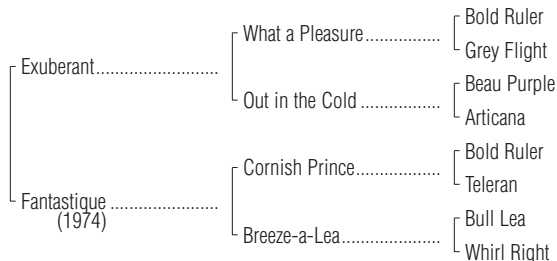 Bold Ruler
What a Pleasure.................
Grey Flight
Exuberant...........................
Beau Purple
Out in the Cold ..................
Articana
Bold Ruler
Cornish Prince...................
Teleran
Fantastique ........................
(1974)
Bull Lea
Breeze-a-Lea......................
Whirl Right